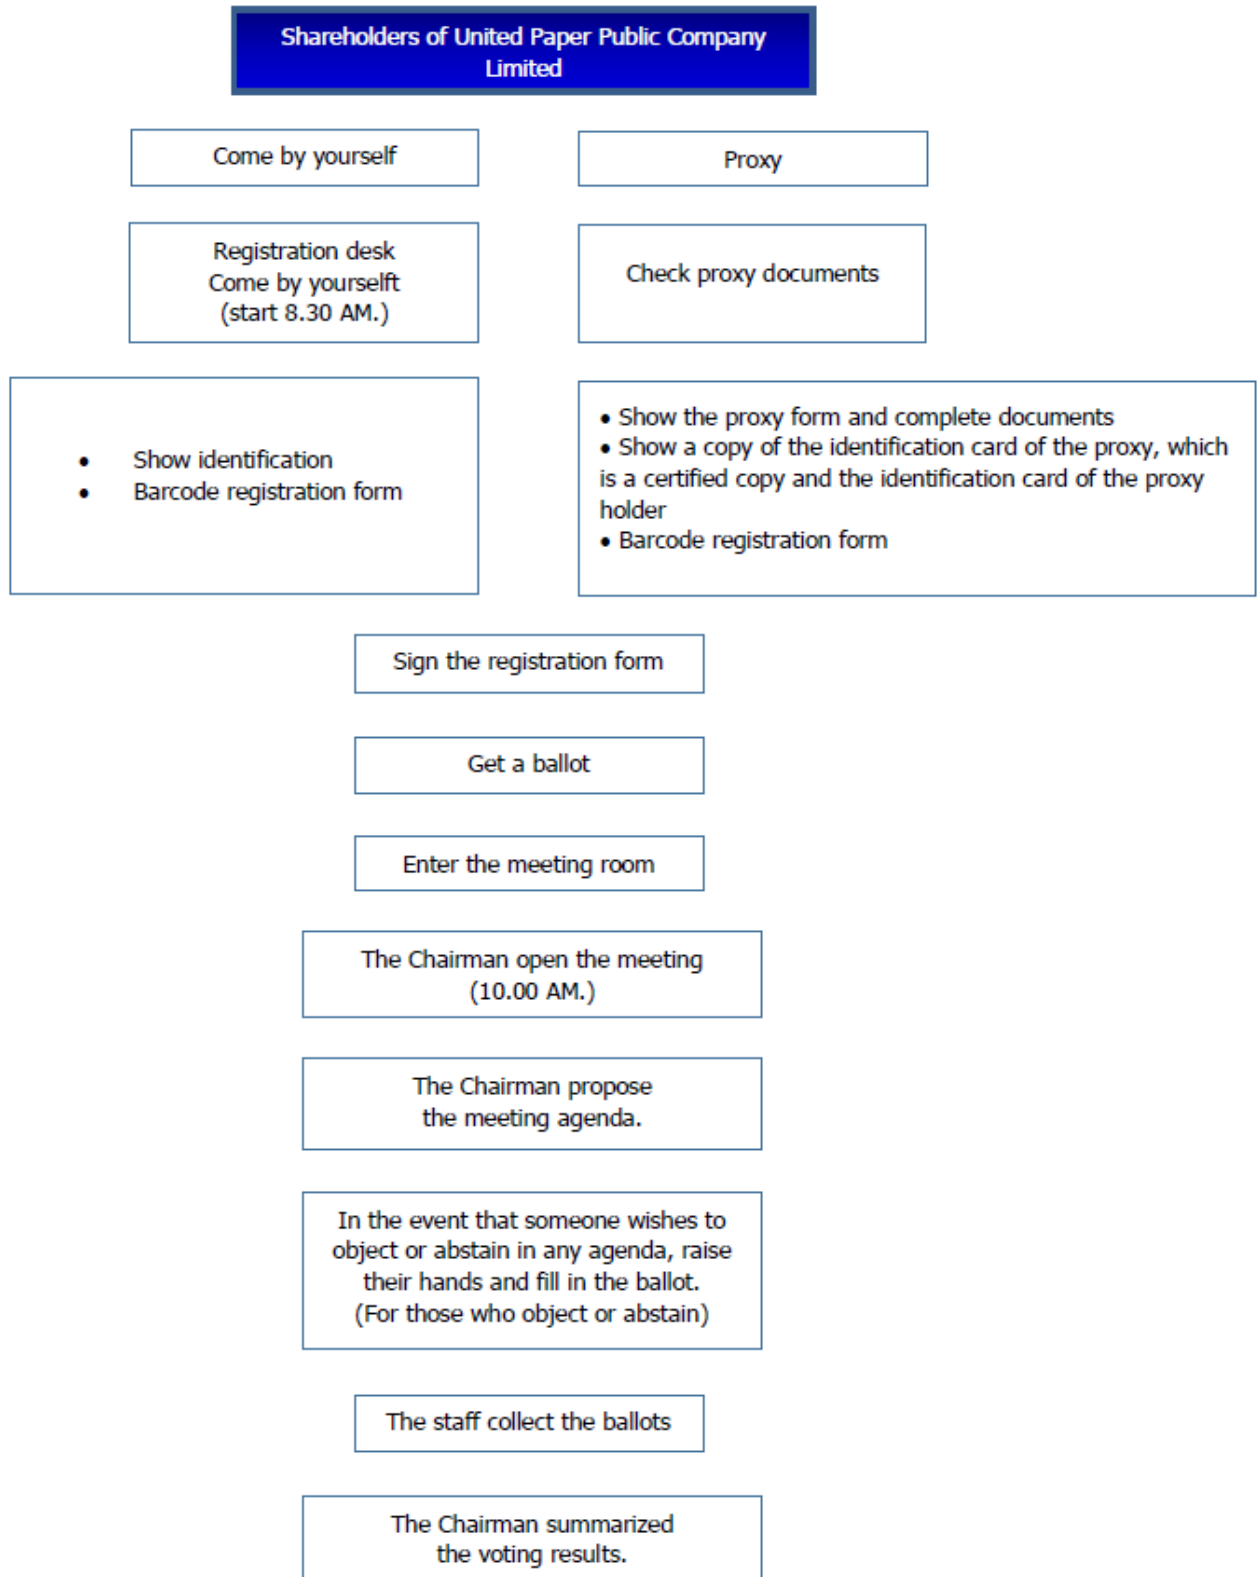 Shareholders of United Paper Public Company
Limited
Come by yourself
Proxy
Registration desk
Come by yourselft
(start 8.30 AM.)
Check proxy documents
• Show identification
• Barcode registration form
• Show the proxy form and complete documents
• Show a copy of the identification card of the proxy, which
is a certified copy and the identification card of the proxy
holder
• Barcode registration form
Sign the registration form
Get a ballot
Enter the meeting room
The Chairman open the meeting
(10.00 AM.)
The Chairman propose
the meeting agenda.
In the event that someone wishes to
object or abstain in any agenda, raise
their hands and fill in the ballot.
(For those who object or abstain)
The staff collect the ballots
The Chairman summarized
the voting results.